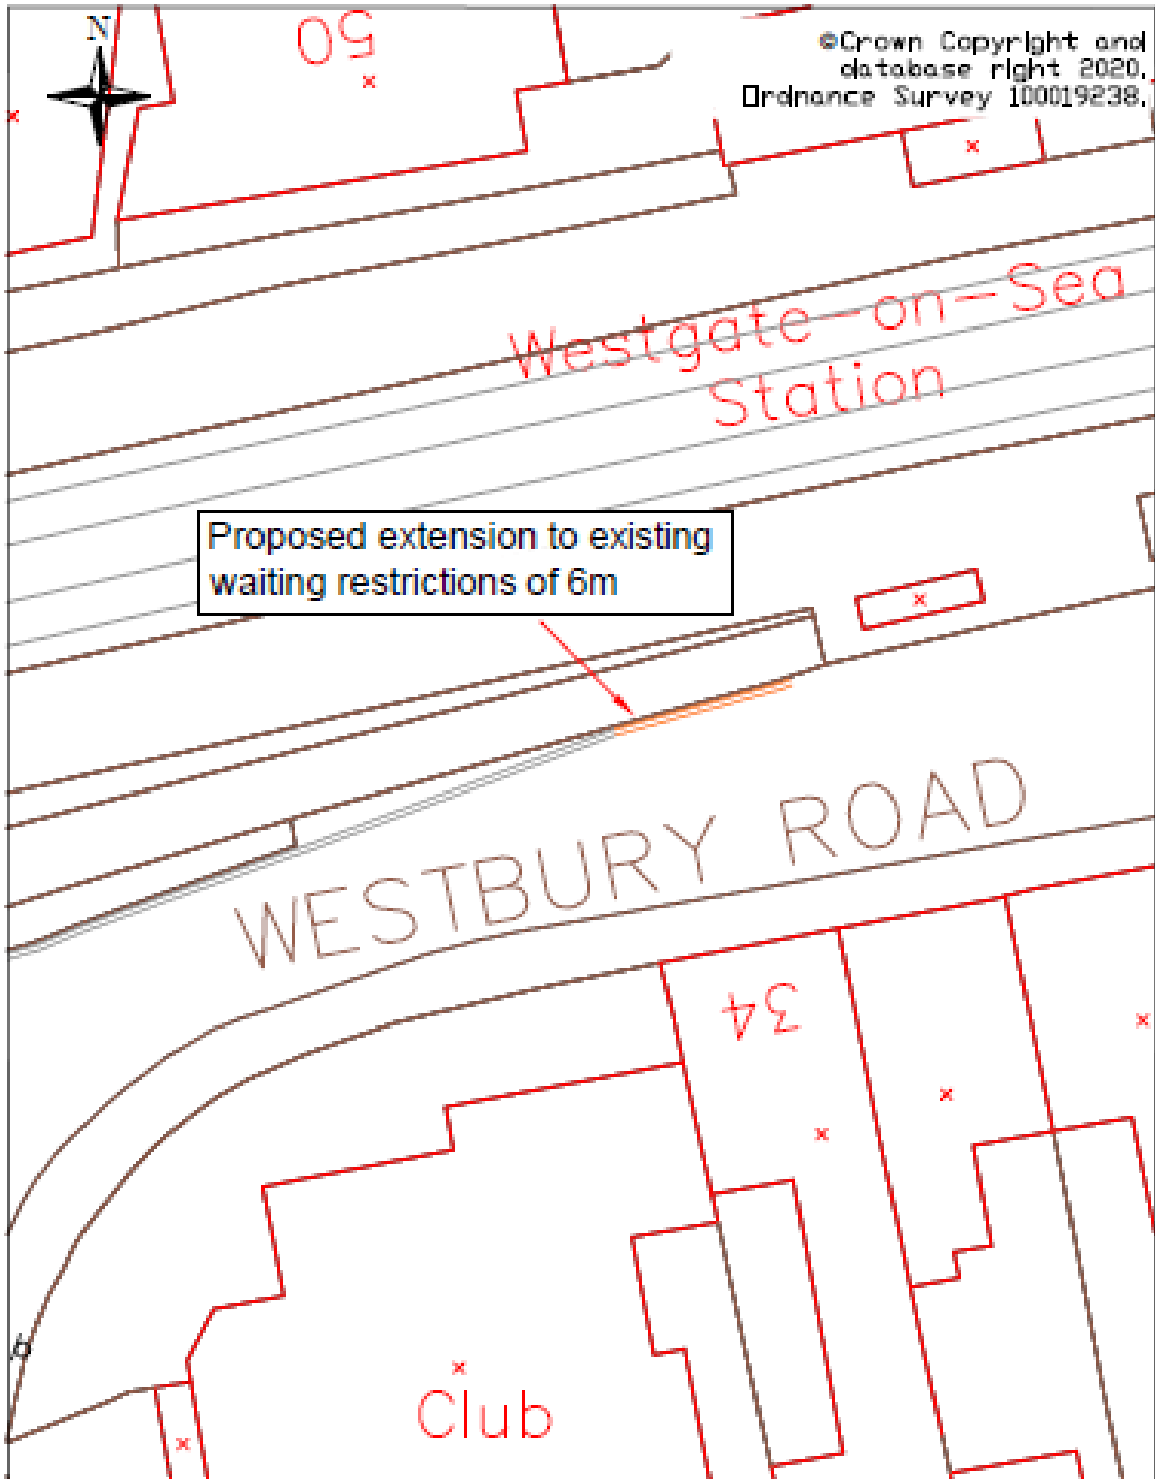 N
50
©Crown Copyright and
database right 2020.
Ordnance Survey 100019238.
Westgate-on-Sea
Station
Proposed extension to existing
waiting restrictions of 6m
WESTBURY ROAD
34
Club